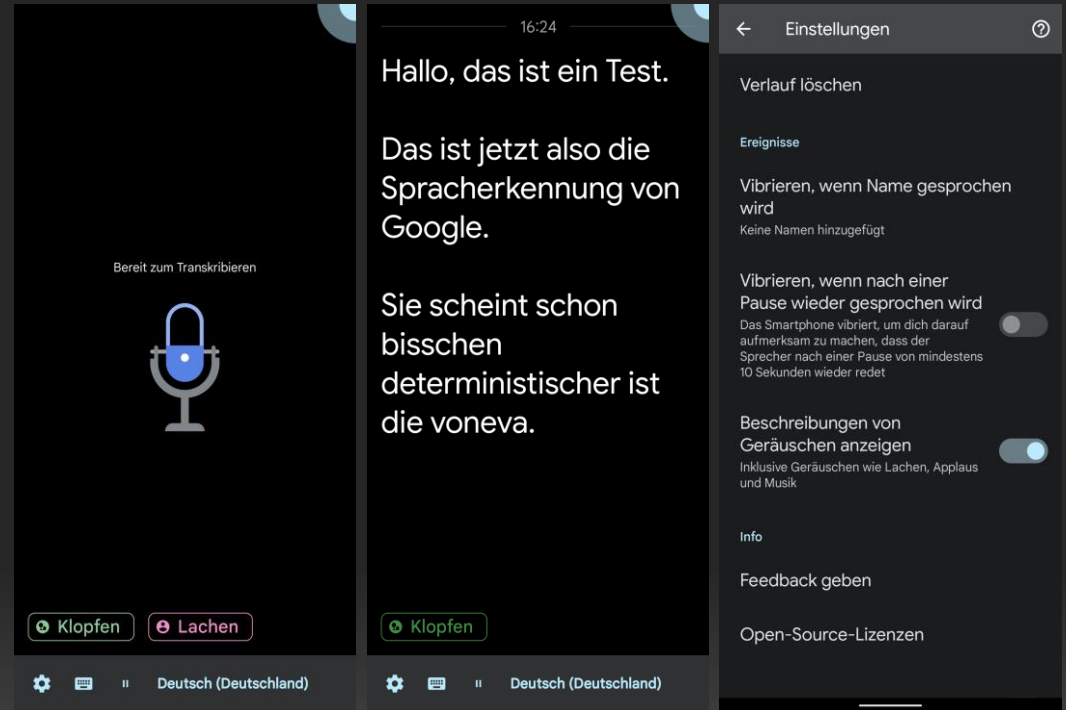 Bereit zum Transkribieren
Klopfen
Lachen
Deutsch (Deutschland)
16:24
Hallo, das ist ein Test.
Das ist jetzt also die
Spracherkennung von
Google.
Sie scheint schon
bisschen
deterministischer ist
die voneva.
Klopfen
Deutsch (Deutschland)
Einstellungen
Verlauf löschen
Ereignisse
Vibrieren, wenn Name gesprochen
wird
Keine Namen hinzugefügt
Vibrieren, wenn nach einer
Pause wieder gesprochen wird
Das Smartphone vibriert, um dich darauf
aufmerksam zu machen, dass der
Sprecher nach einer Pause von mindestens
10 Sekunden wieder redet
Beschreibungen von
Geräuschen anzeigen
Inklusive Geräuschen wie Lachen, Applaus
und Musik
Info
Feedback geben
Open-Source-Lizenzen